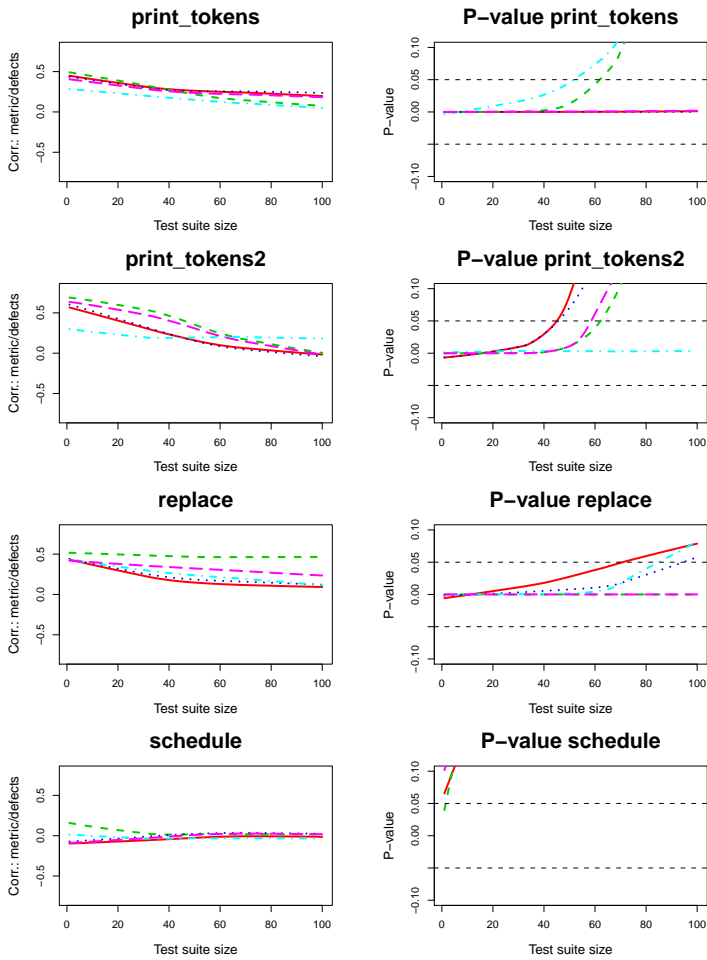 print_tokens
P−value print_tokens
Corr.: metric/defects
−0.5 0.0 0.5
0 20 40 60 80 100
Test suite size
P−value
−0.10 0.00 0.05 0.10
0 20 40 60 80 100
Test suite size
print_tokens2
P−value print_tokens2
Corr.: metric/defects
−0.5 0.0 0.5
0 20 40 60 80 100
Test suite size
P−value
−0.10 0.00 0.05 0.10
0 20 40 60 80 100
Test suite size
replace
P−value replace
Corr.: metric/defects
−0.5 0.0 0.5
0 20 40 60 80 100
Test suite size
P−value
−0.10 0.00 0.05 0.10
0 20 40 60 80 100
Test suite size
schedule
P−value schedule
Corr.: metric/defects
−0.5 0.0 0.5
0 20 40 60 80 100
Test suite size
P−value
−0.10 0.00 0.05 0.10
0 20 40 60 80 100
Test suite size